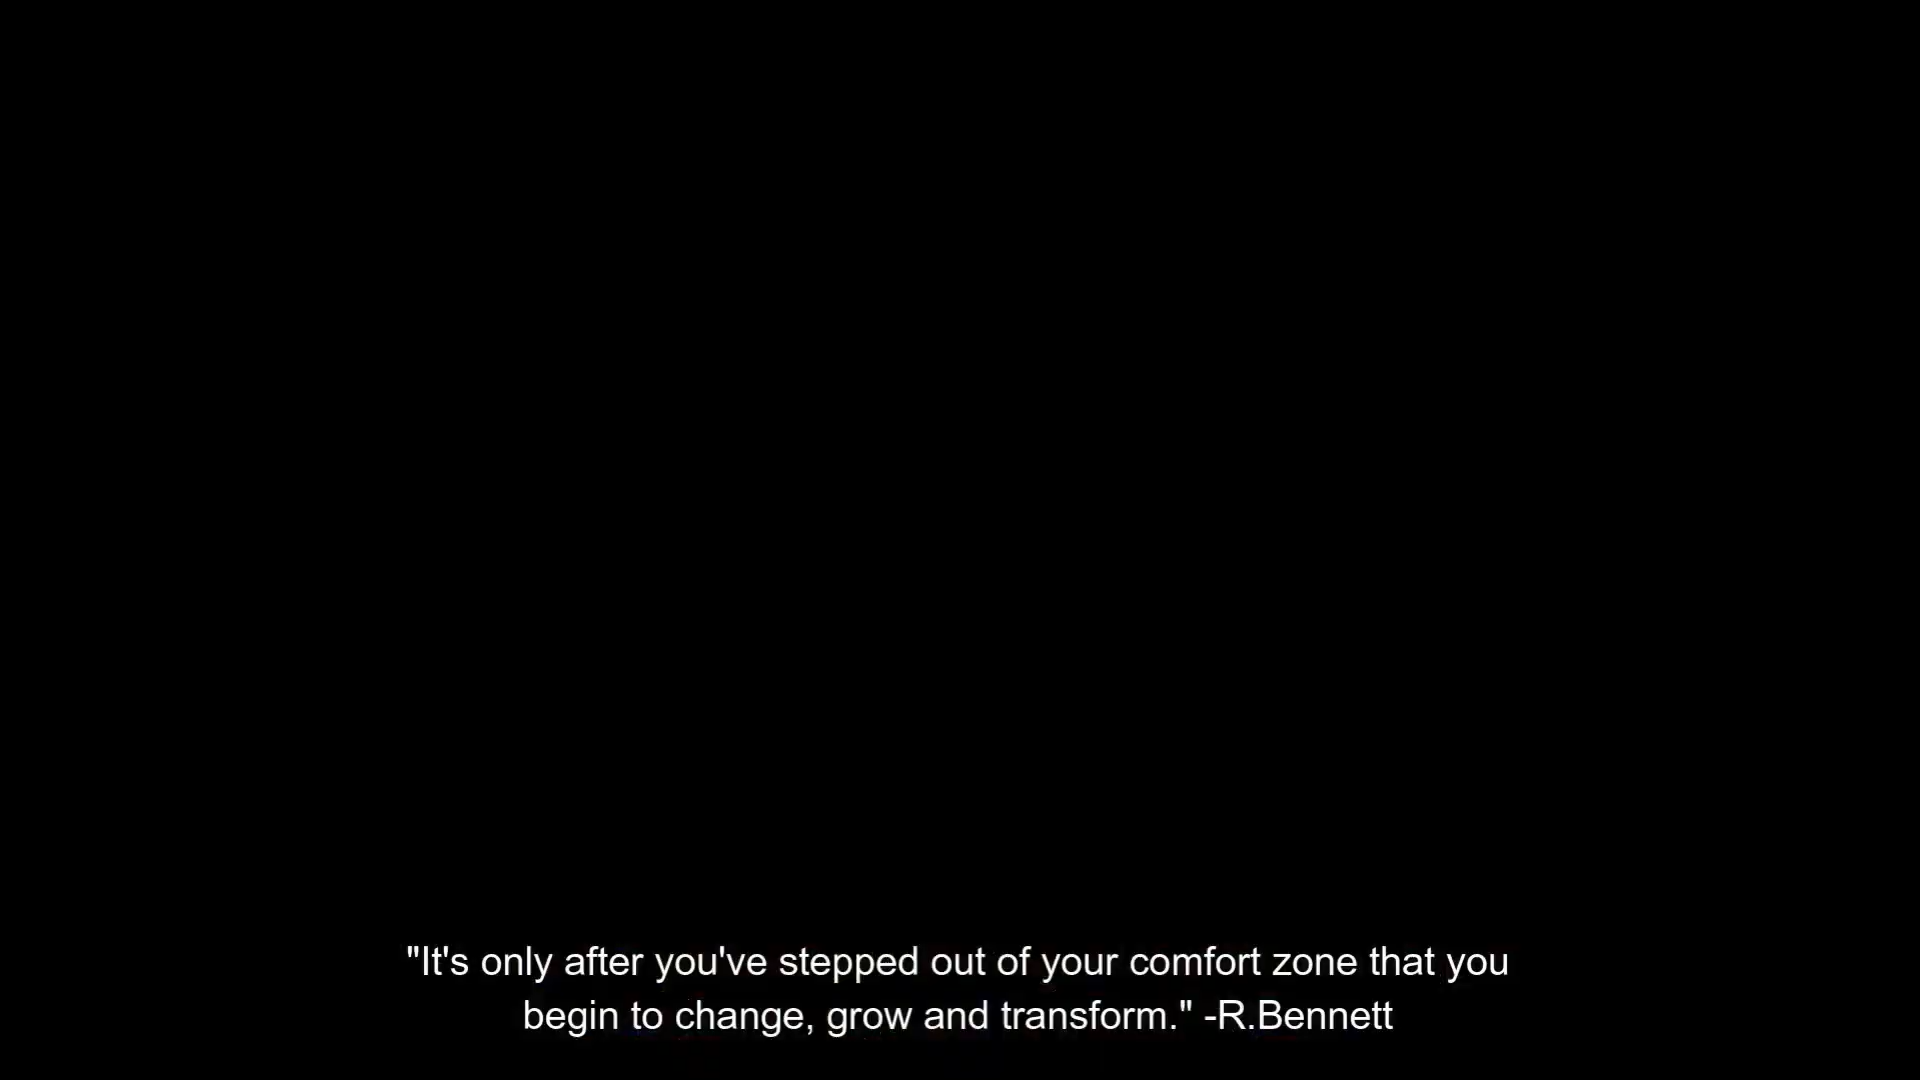 "It's only after you've stepped out of your comfort zone that you
begin to change, grow and transform." -R.Bennett